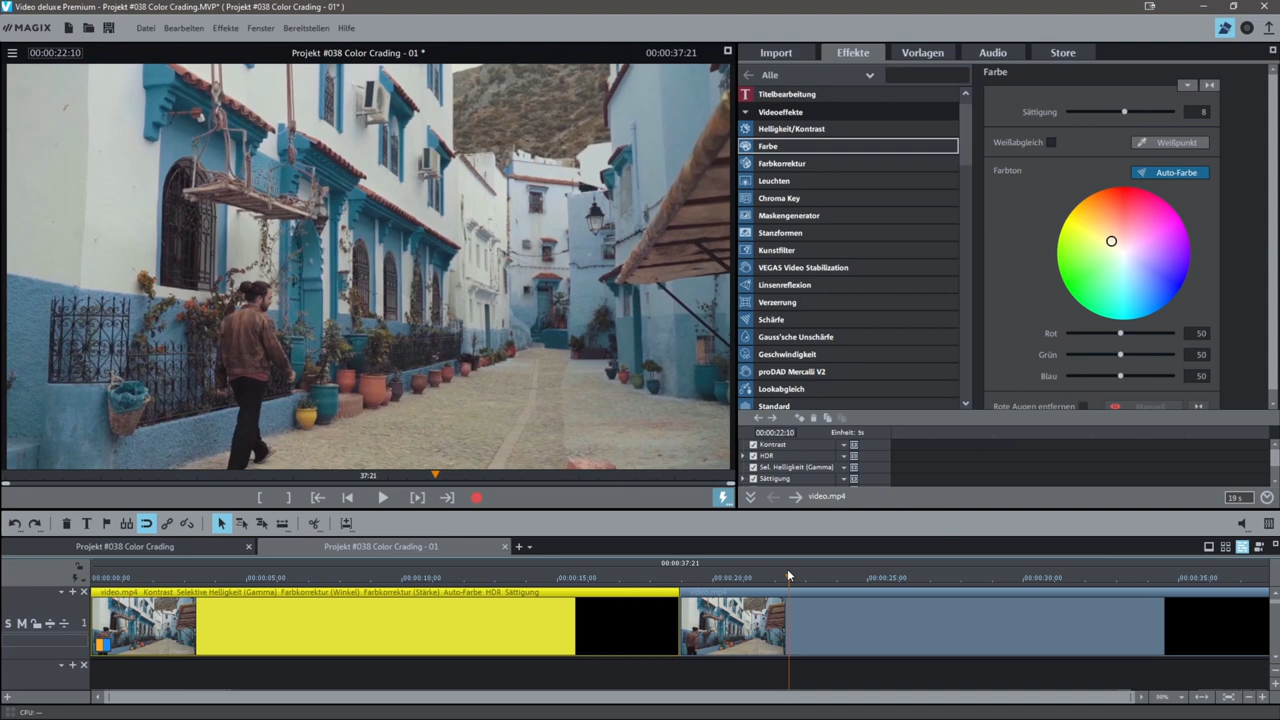 Video deluxe Premium - Projekt #038 Color Crading.MVP* ( Projekt #038 Color Crading - 01* )
MAGIX
Datei Bearbeiten Effekte Fenster Bereitstellen Hilfe
00:00:22:10
Projekt #038 Color Crading - 01 *
00:00:37:21
Import Effekte Vorlagen Audio Store
Alle
Titelbearbeitung
Videoeffekte
Helligkeit/Kontrast
Farbe
Farbkorrektur
Leuchten
Chroma Key
Maskengenerator
Stanzformen
Kunstfilter
VEGAS Video Stabilization
Linsenreflexion
Verzerrung
Schärfe
Gauss'sche Unschärfe
Geschwindigkeit
proDAD Mercalli V2
Lookabgleich
Standard
Farbe
Sättigung 8
Weißabgleich Weißpunkt
Farbton Auto-Farbe
Rot 50
Grün 50
Blau 50
Rote Augen entfernen Manuell
00:00:22:10 Einheit: 5s
Kontrast
HDR
Sel. Helligkeit (Gamma)
Sättigung
video.mp4
19 s
37:21
Projekt #038 Color Crading
Projekt #038 Color Crading - 01
00:00:37:21
00:00:00:00 00:00:05:00 00:00:10:00 00:00:15:00 00:00:20:00 00:00:25:00 00:00:30:00 00:00:35:00
video.mp4 Kontrast Selektive Helligkeit (Gamma) Farbkorrektur (Winkel) Farbkorrektur (Stärke) Auto-Farbe HDR Sättigung
video.mp4
S M 1
CPU: —